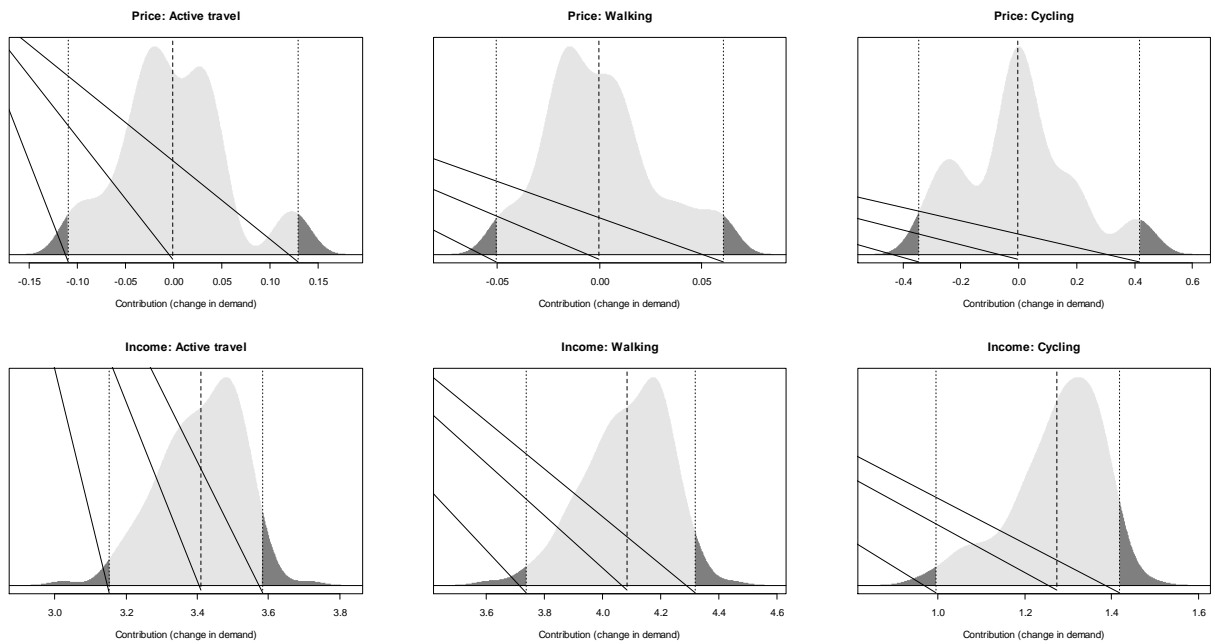 Price: Active travel
Price: Walking
Price: Cycling
-0.15 -0.10 -0.05 0.00 0.05 0.10 0.15
-0.05 0.00 0.05
-0.4 -0.2 0.0 0.2 0.4 0.6
Contribution (change in demand)
Contribution (change in demand)
Contribution (change in demand)
Income: Active travel
Income: Walking
Income: Cycling
3.0 3.2 3.4 3.6 3.8
3.6 3.8 4.0 4.2 4.4 4.6
1.0 1.2 1.4 1.6
Contribution (change in demand)
Contribution (change in demand)
Contribution (change in demand)